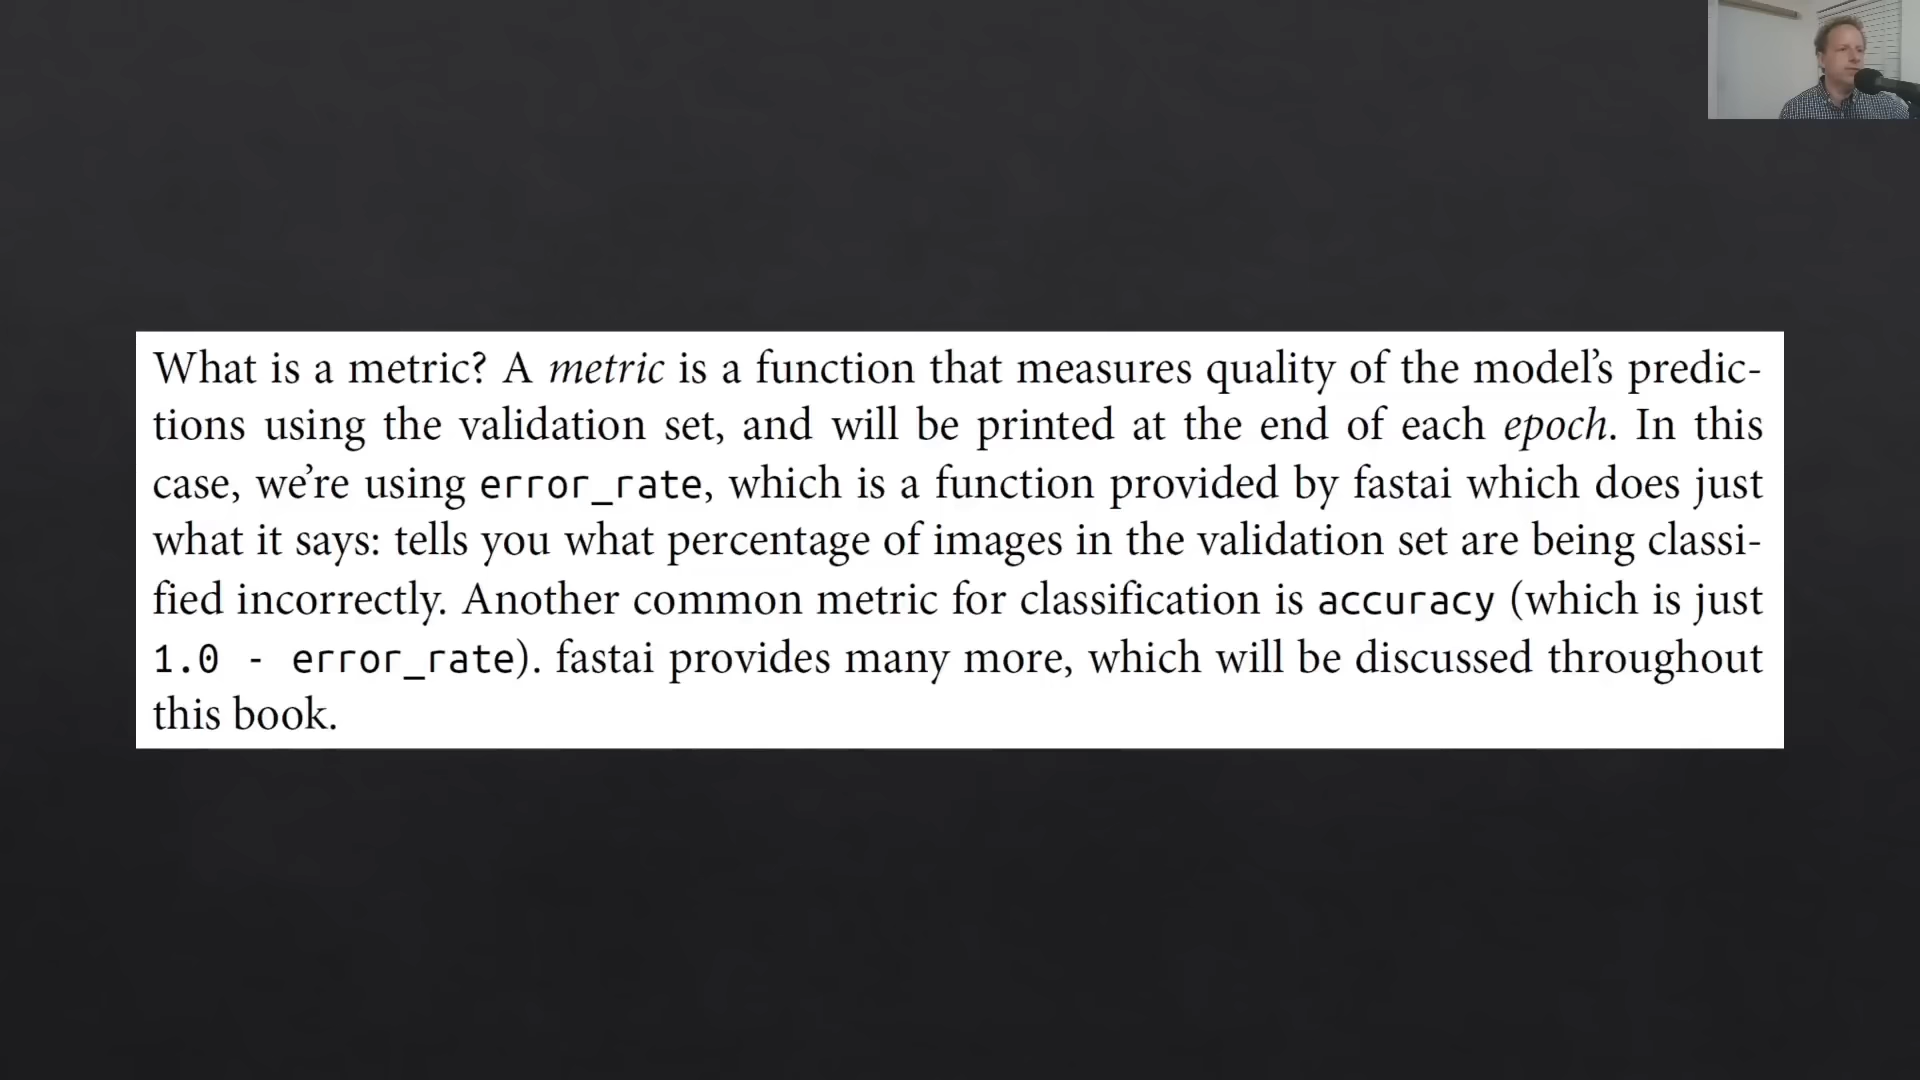 What is a metric? A metric is a function that measures quality of the model’s predic-
tions using the validation set, and will be printed at the end of each epoch. In this
case, we’re using error_rate, which is a function provided by fastai which does just
what it says: tells you what percentage of images in the validation set are being classi-
fied incorrectly. Another common metric for classification is accuracy (which is just
1.0 - error_rate). fastai provides many more, which will be discussed throughout
this book.